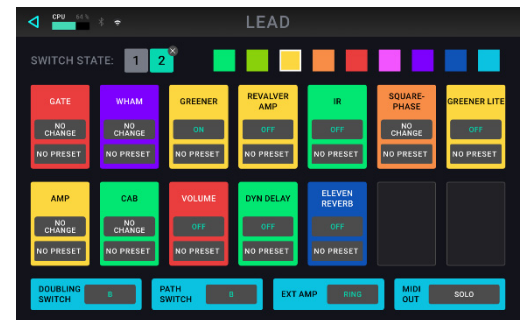 CPU
LEAD
SWITCH STATE: 1 2
GATE WHAM GREENER REVALVER AMP IR SQUARE-PHASE GREENER LITE
NO CHANGE NO CHANGE ON OFF OFF NO CHANGE OFF
NO PRESET NO PRESET NO PRESET NO PRESET NO PRESET NO PRESET NO PRESET
AMP CAB VOLUME DYN DELAY ELEVEN REVERB
NO CHANGE NO CHANGE OFF OFF OFF
NO PRESET NO PRESET NO PRESET NO PRESET NO PRESET
DOUBLING SWITCH B PATH SWITCH B EXT AMP RING MIDI OUT SOLO